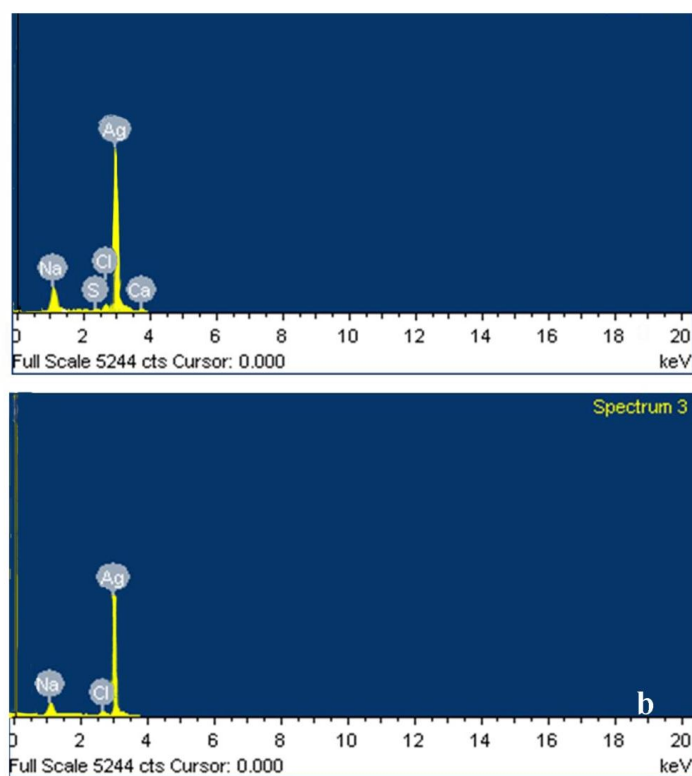 Ag
Na S Cl Ca
0 2 4 6 8 10 12 14 16 18 20
Full Scale 5244 cts Cursor: 0.000 keV
Spectrum 3
Ag
Na Cl
b
0 2 4 6 8 10 12 14 16 18 20
Full Scale 5244 cts Cursor: 0.000 keV